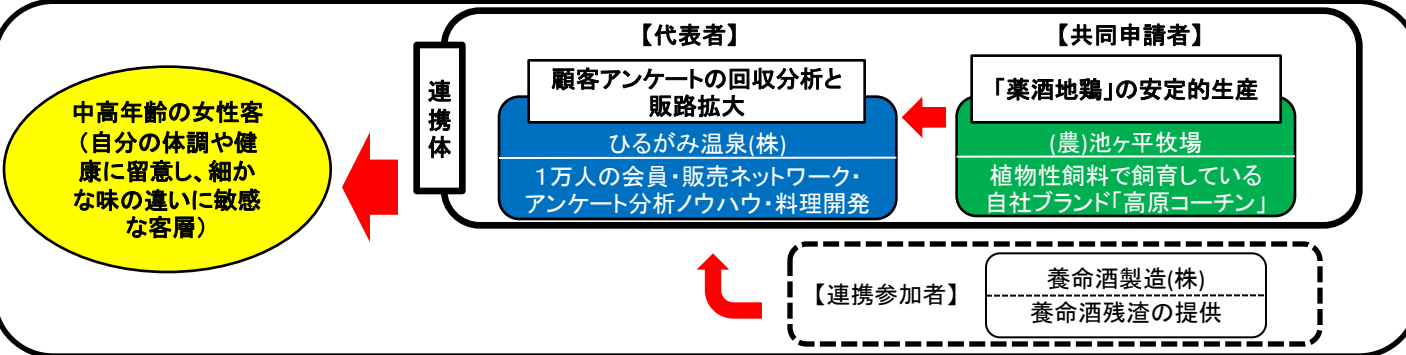 中高年齢の女性客
(自分の体調や健
康に留意し、細か
な味の違いに敏感
な客層)
連
携
体
【代表者】
顧客アンケートの回収分析と
販路拡大
ひるがみ温泉(株)
1万人の会員・販売ネットワーク・
アンケート分析ノウハウ・料理開発
【共同申請者】
「薬酒地鶏」の安定的生産
(農)池ヶ平牧場
植物性飼料で飼育している
自社ブランド「高原コーチン」
【連携参加者】
養命酒製造(株)
養命酒残渣の提供